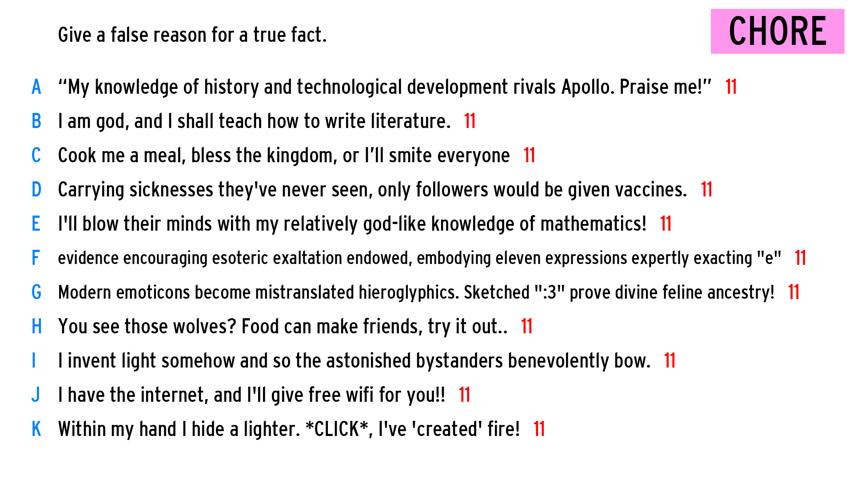 Give a false reason for a true fact.
CHORE
A “My knowledge of history and technological development rivals Apollo. Praise me!” 11
B I am god, and I shall teach how to write literature. 11
C Cook me a meal, bless the kingdom, or I’ll smite everyone 11
D Carrying sicknesses they've never seen, only followers would be given vaccines. 11
E I'll blow their minds with my relatively god-like knowledge of mathematics! 11
F evidence encouraging esoteric exaltation endowed, embodying eleven expressions expertly exacting "e" 11
G Modern emoticons become mistranslated hieroglyphics. Sketched ":3" prove divine feline ancestry! 11
H You see those wolves? Food can make friends, try it out.. 11
I I invent light somehow and so the astonished bystanders benevolently bow. 11
J I have the internet, and I'll give free wifi for you!! 11
K Within my hand I hide a lighter. *CLICK*, I've 'created' fire! 11